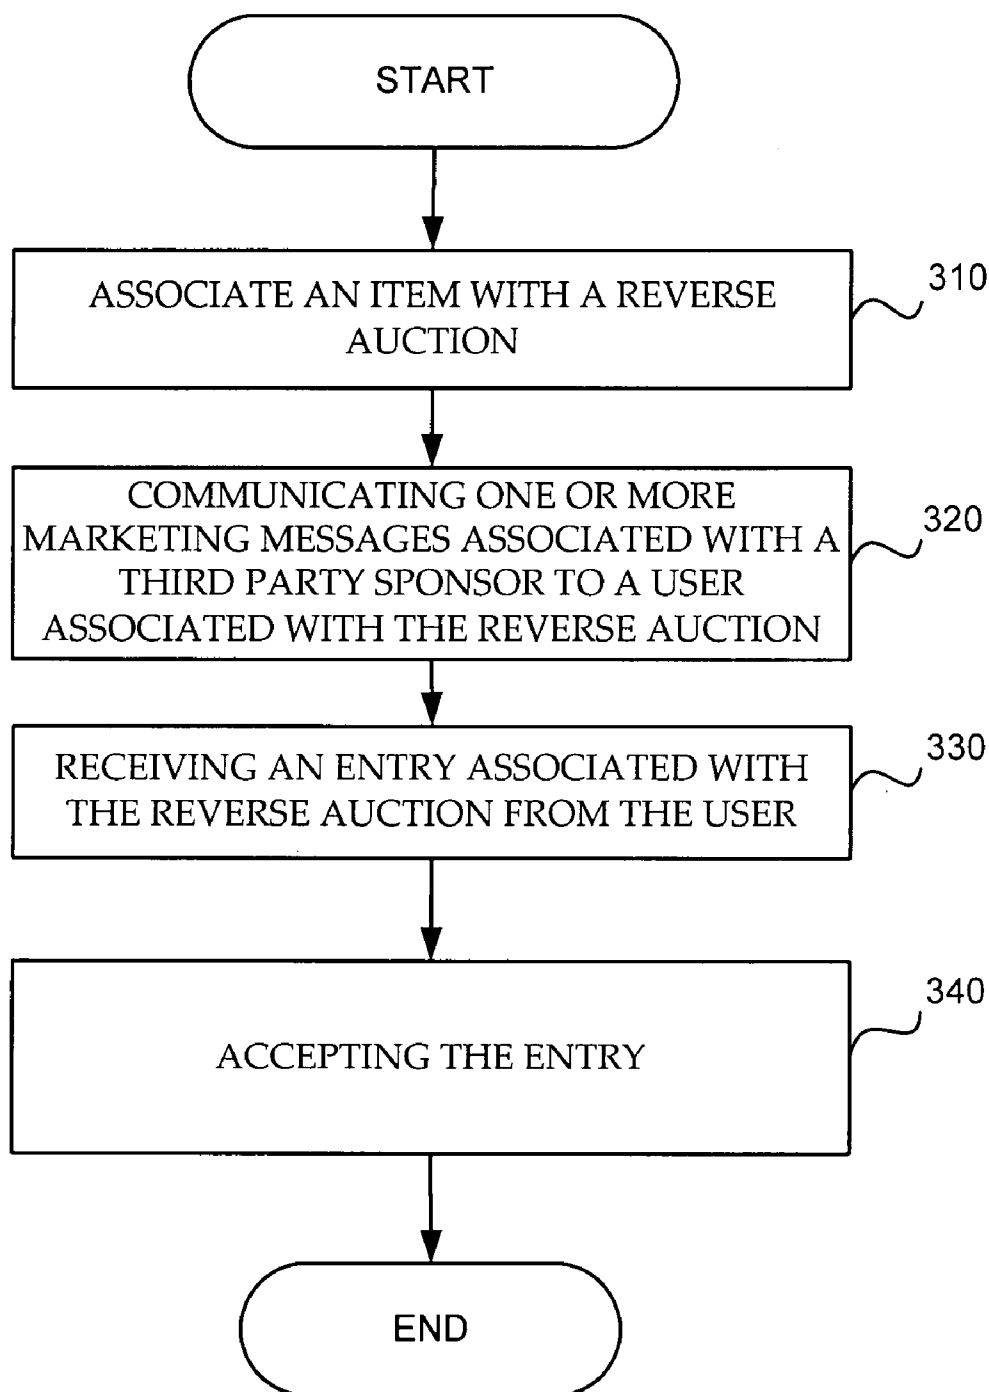 START
ASSOCIATE AN ITEM WITH A REVERSE
AUCTION
310
COMMUNICATING ONE OR MORE
MARKETING MESSAGES ASSOCIATED WITH A
THIRD PARTY SPONSOR TO A USER
ASSOCIATED WITH THE REVERSE AUCTION
320
RECEIVING AN ENTRY ASSOCIATED WITH
THE REVERSE AUCTION FROM THE USER
330
ACCEPTING THE ENTRY
340
END